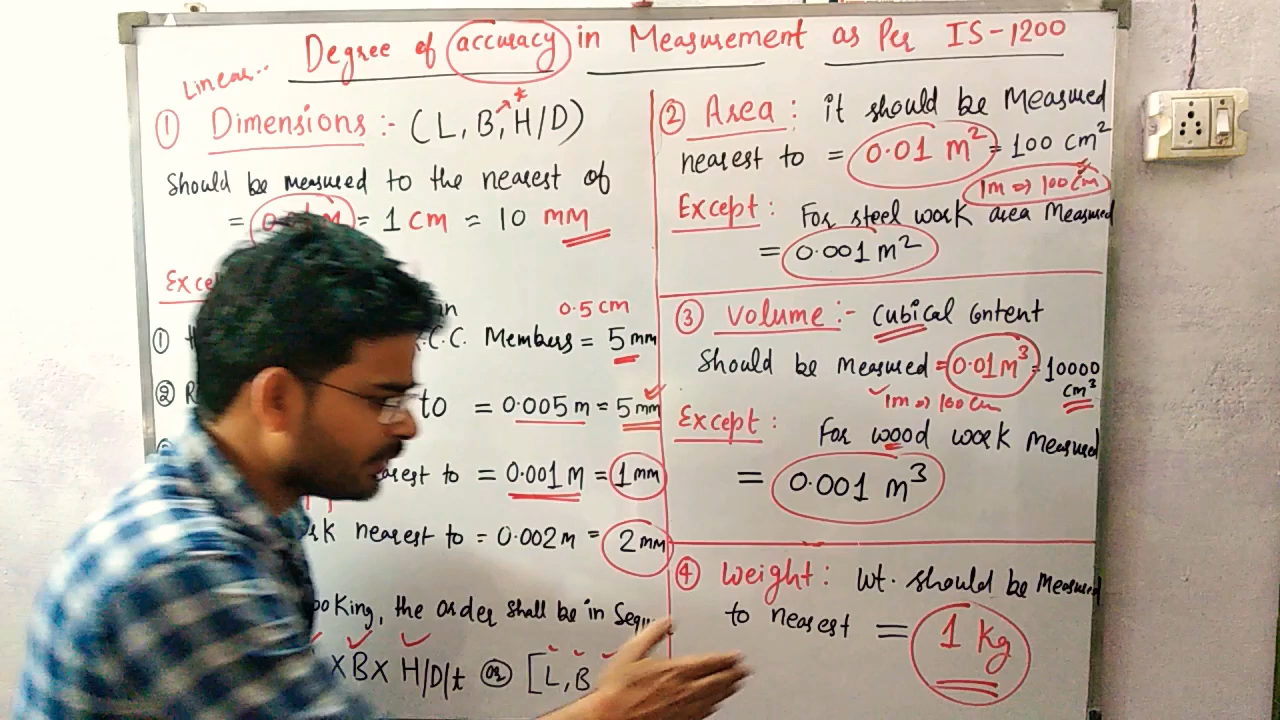 Degree of accuracy in Measurement as Per IS-1200
Linear..
① Dimensions :- (L, B, H/D)
*
Should be measured to the nearest of
= 1 cm = 10 mm
0.5 cm
.C.C. Members = 5 mm
①
②
to = 0.005 m = 5 mm
to = 0.001 m = 1 mm
nearest to = 0.002 m = 2 mm
the order shall be in
x B x H/D/t or [L, B
② Area : it should be Measured
nearest to = 0.01 m² = 100 cm²
1m => 100 cm
Except : For steel work area Measured
= 0.001 m²
③ Volume :- Cubical Content
Should be Measured = 0.01 m³ = 10000
cm³
1m => 100 cm
Except : For wood work Measured
= 0.001 m³
④ Weight : Wt. should be Measured
to nearest = 1 Kg